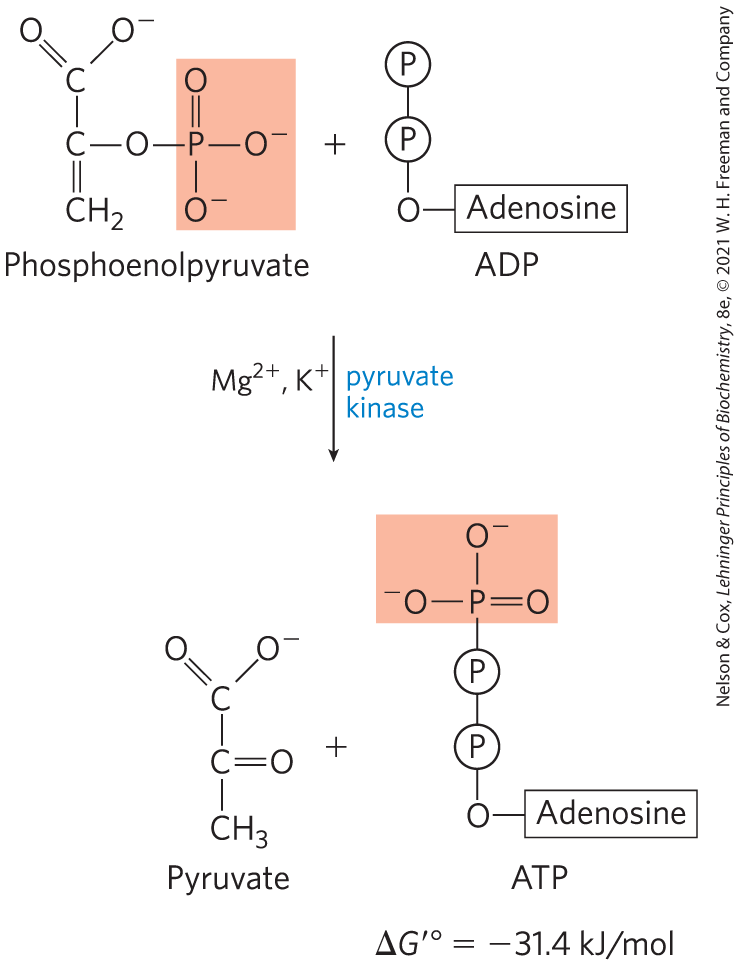 O O⁻
C
O
C O P O⁻
CH₂ O⁻
+
P
P
O Adenosine
Phosphoenolpyruvate
ADP
Mg²⁺, K⁺
pyruvate
kinase
O⁻
⁻O P O
P
P
O Adenosine
O O⁻
C
C O
CH₃
+
Pyruvate
ATP
ΔG′° = −31.4 kJ/mol
Nelson & Cox, Lehninger Principles of Biochemistry, 8e, © 2021 W. H. Freeman and Company